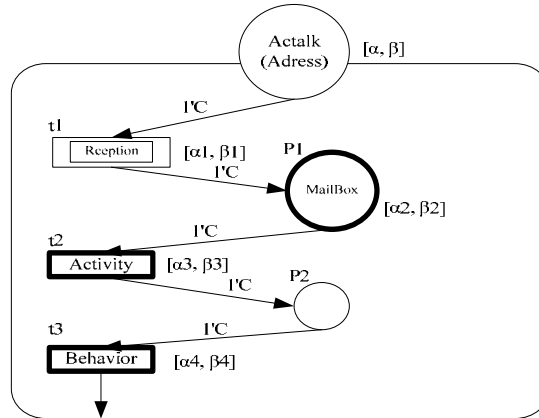 Actalk
(Adress)
[α, β]
1'C
t1
Rception
[α1, β1]
1'C
P1
MailBox
[α2, β2]
1'C
t2
Activity
[α3, β3]
1'C
P2
1'C
t3
Behavior
[α4, β4]